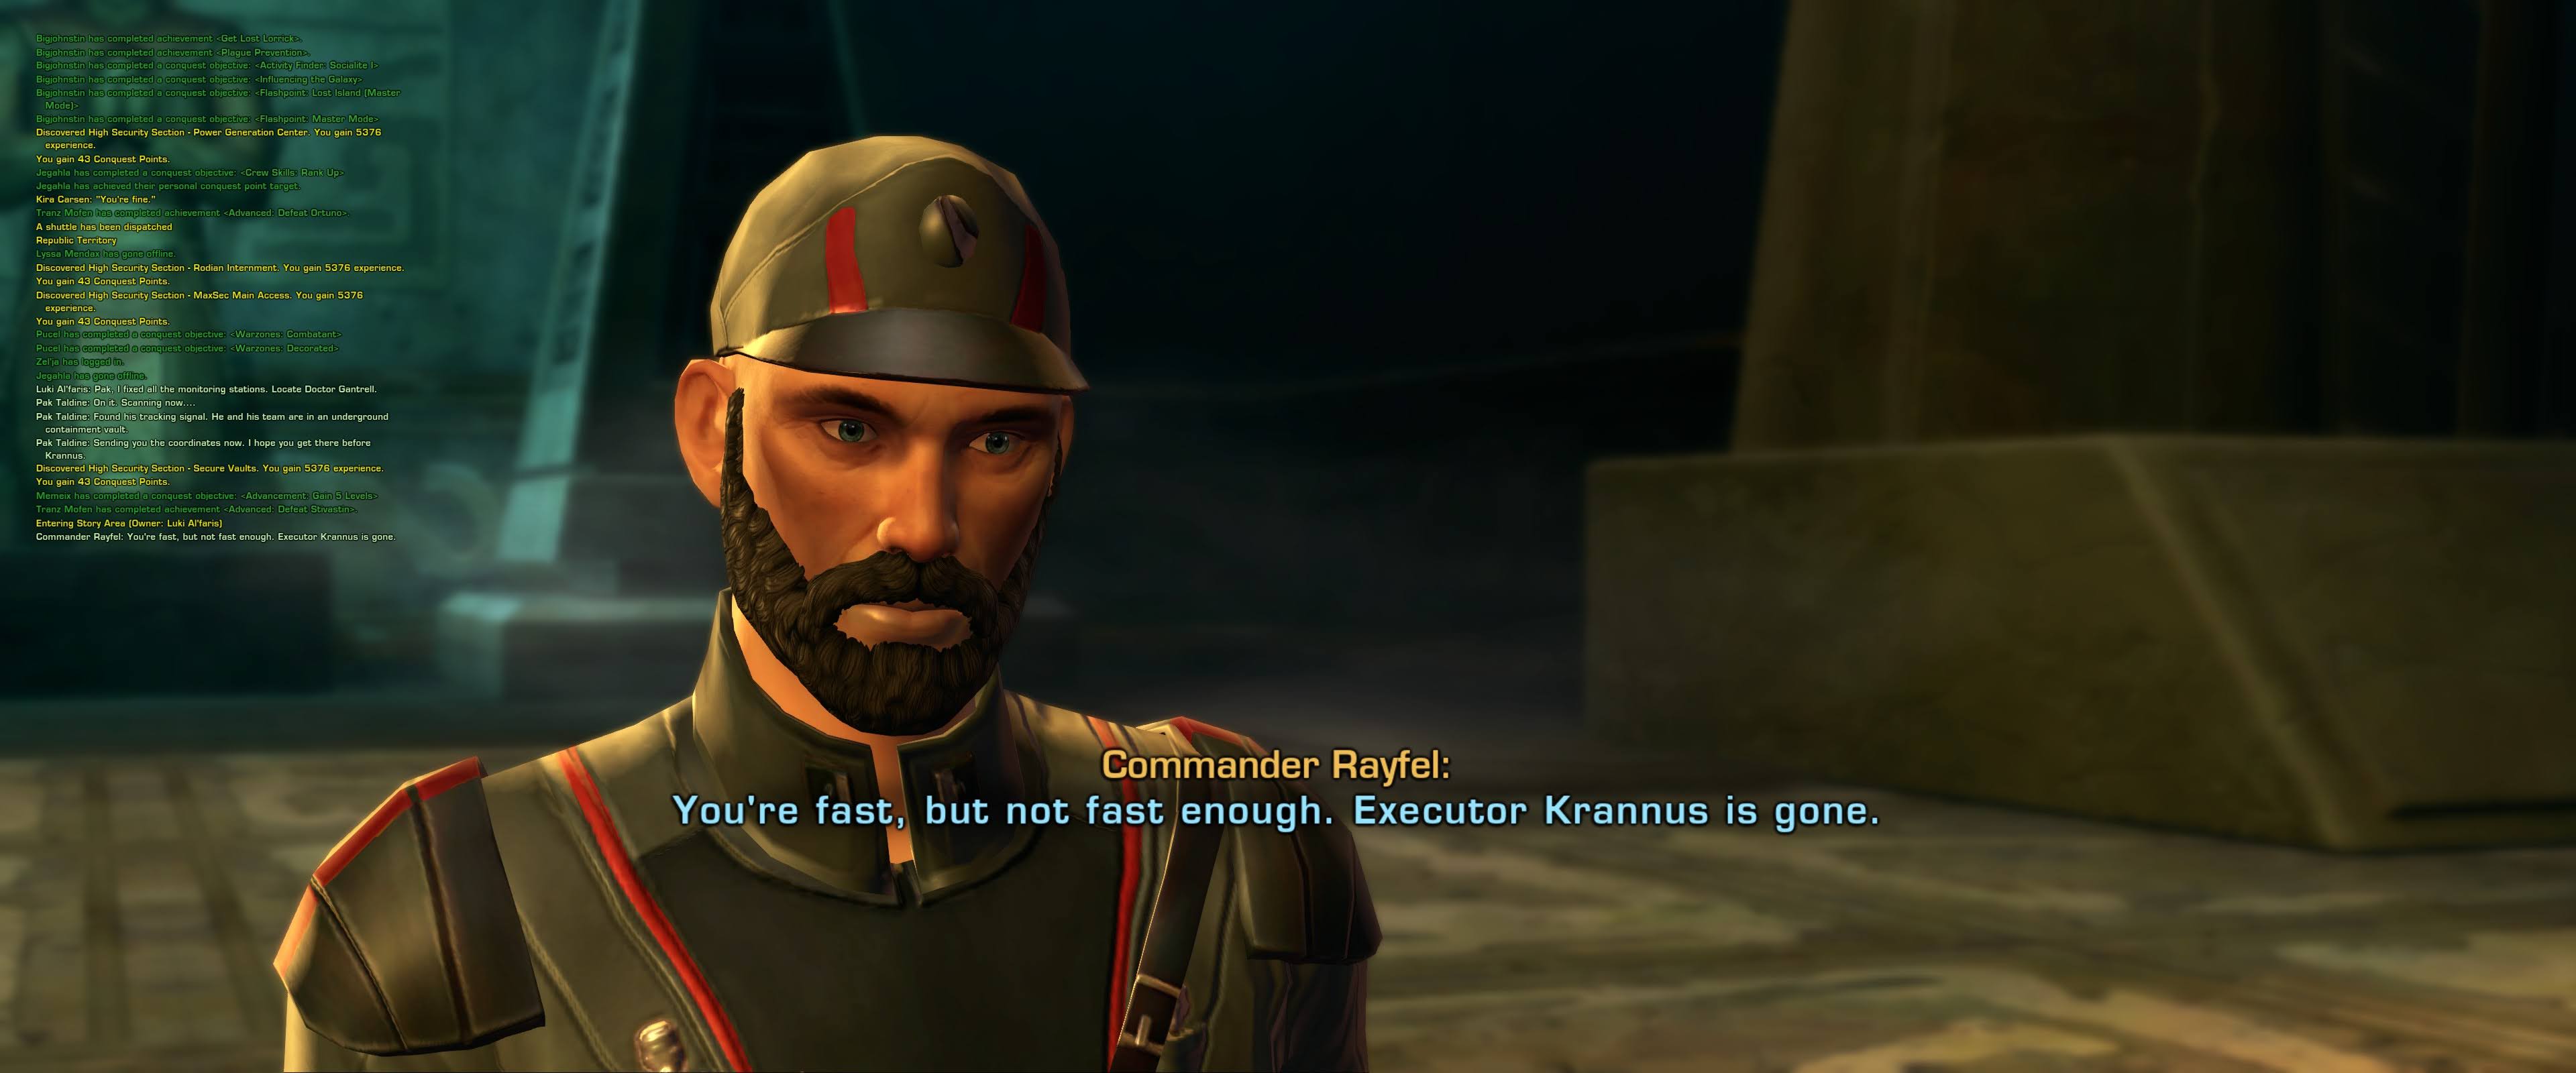 Bigjohnstin has completed achievement <Get Lost Lorrick>.
Bigjohnstin has completed achievement <Plague Prevention>.
Bigjohnstin has completed a conquest objective: <Activity Finder: Socialite I>
Bigjohnstin has completed a conquest objective: <Influencing the Galaxy>
Bigjohnstin has completed a conquest objective: <Flashpoint: Lost Island (Master
Mode)>
Bigjohnstin has completed a conquest objective: <Flashpoint: Master Mode>
Discovered High Security Section - Power Generation Center. You gain 5376
experience.
You gain 43 Conquest Points.
Jegahla has completed a conquest objective: <Crew Skills: Rank Up>
Jegahla has achieved their personal conquest point target.
Kira Carsen: "You're fine."
Tranz Mofen has completed achievement <Advanced: Defeat Ortuno>.
A shuttle has been dispatched
Republic Territory
Lyssa Mendax has gone offline.
Discovered High Security Section - Rodian Internment. You gain 5376 experience.
You gain 43 Conquest Points.
Discovered High Security Section - MaxSec Main Access. You gain 5376
experience.
You gain 43 Conquest Points.
Pucel has completed a conquest objective: <Warzones: Combatant>
Pucel has completed a conquest objective: <Warzones: Decorated>
Zel'ja has logged in.
Jegahla has gone offline.
Luki Al'faris: Pak, I fixed all the monitoring stations. Locate Doctor Gantrell.
Pak Taldine: On it. Scanning now....
Pak Taldine: Found his tracking signal. He and his team are in an underground
containment vault.
Pak Taldine: Sending you the coordinates now. I hope you get there before
Krannus.
Discovered High Security Section - Secure Vaults. You gain 5376 experience.
You gain 43 Conquest Points.
Memeix has completed a conquest objective: <Advancement: Gain 5 Levels>
Tranz Mofen has completed achievement <Advanced: Defeat Stivastin>.
Entering Story Area (Owner: Luki Al'faris)
Commander Rayfel: You're fast, but not fast enough. Executor Krannus is gone.
Commander Rayfel:
You're fast, but not fast enough. Executor Krannus is gone.